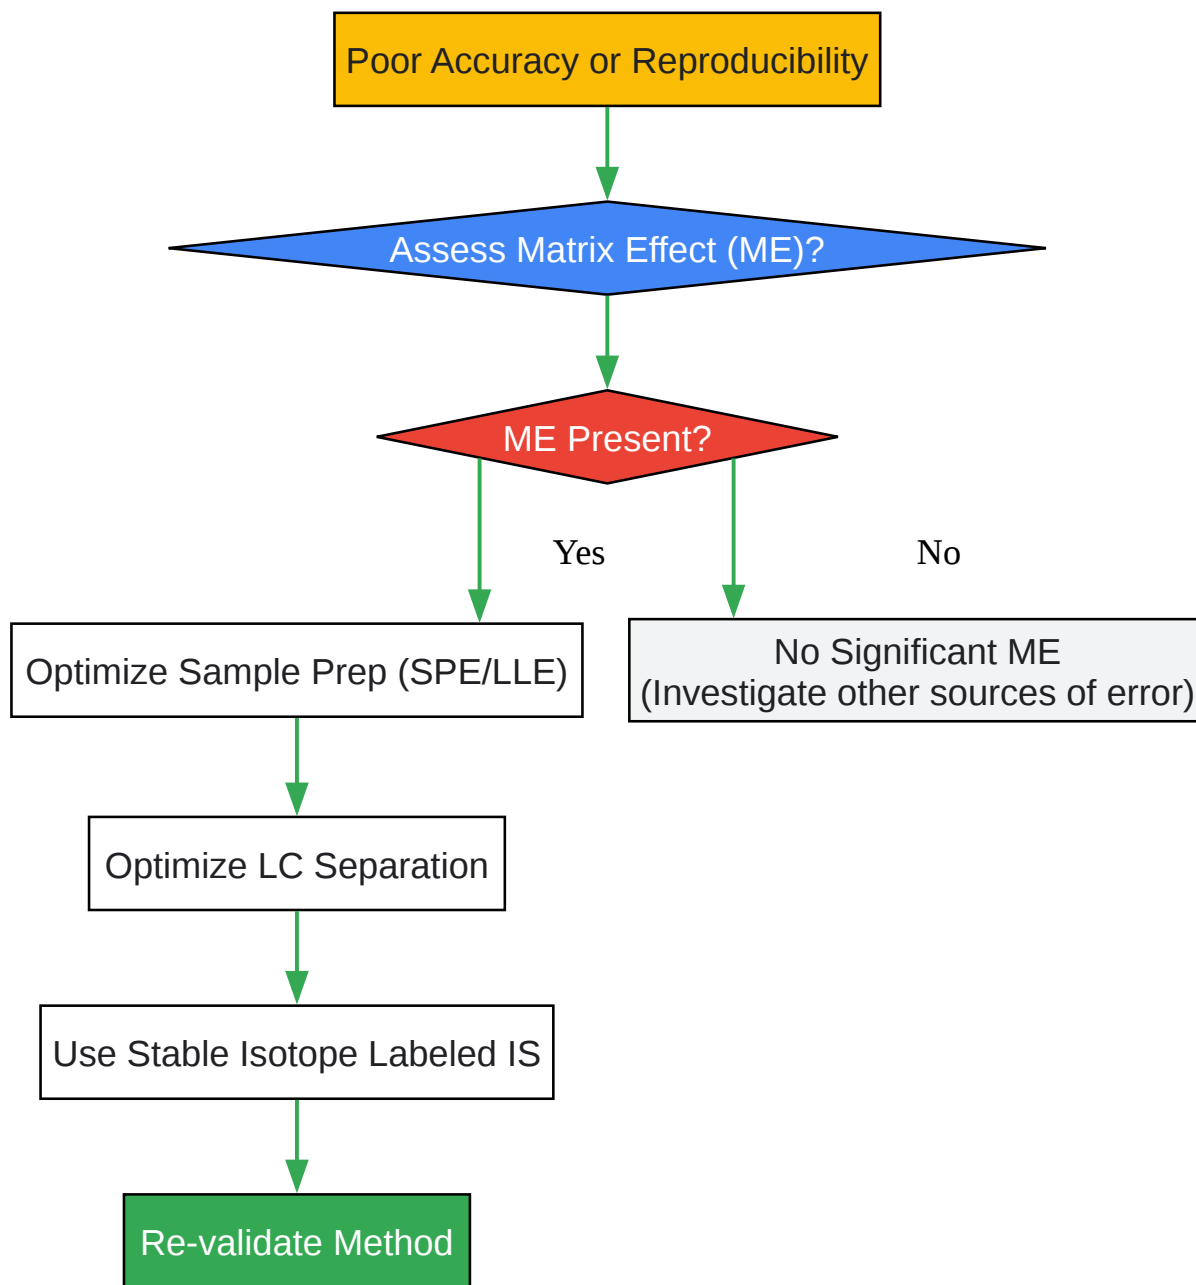 Poor Accuracy or Reproducibility
Assess Matrix Effect (ME)?
ME Present?
Yes
No
Optimize Sample Prep (SPE/LLE)
No Significant ME
(Investigate other sources of error)
Optimize LC Separation
Use Stable Isotope Labeled IS
Re-validate Method